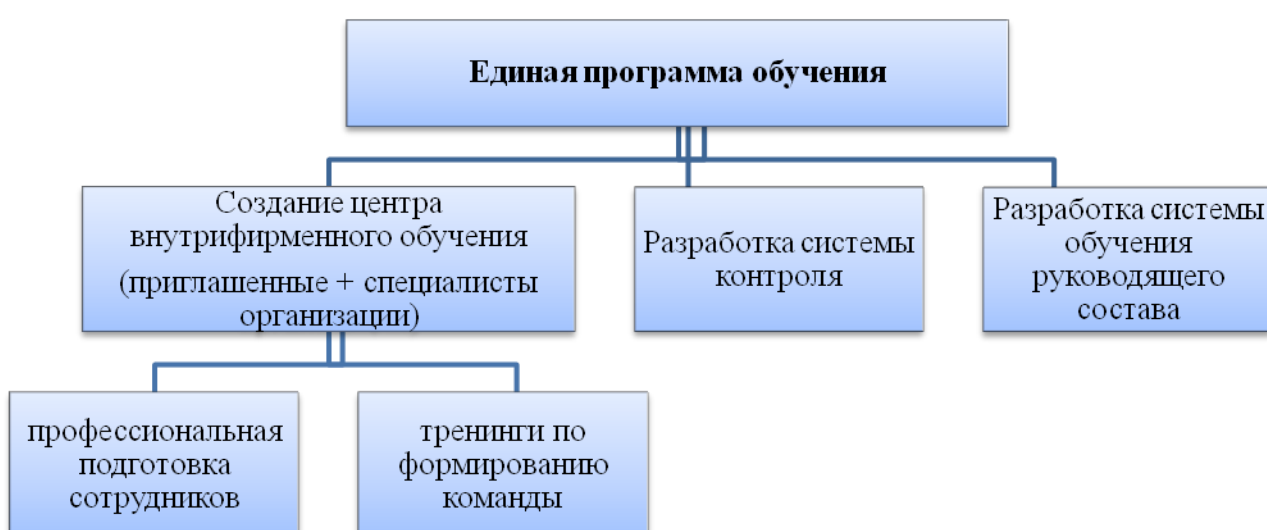 Единая программа обучения
Создание центра
внутрифирменного обучения
(приглашенные + специалисты
организации)
Разработка системы
контроля
Разработка системы
обучения
руководящего
состава
профессиональная
подготовка
сотрудников
тренинги по
формированию
команды